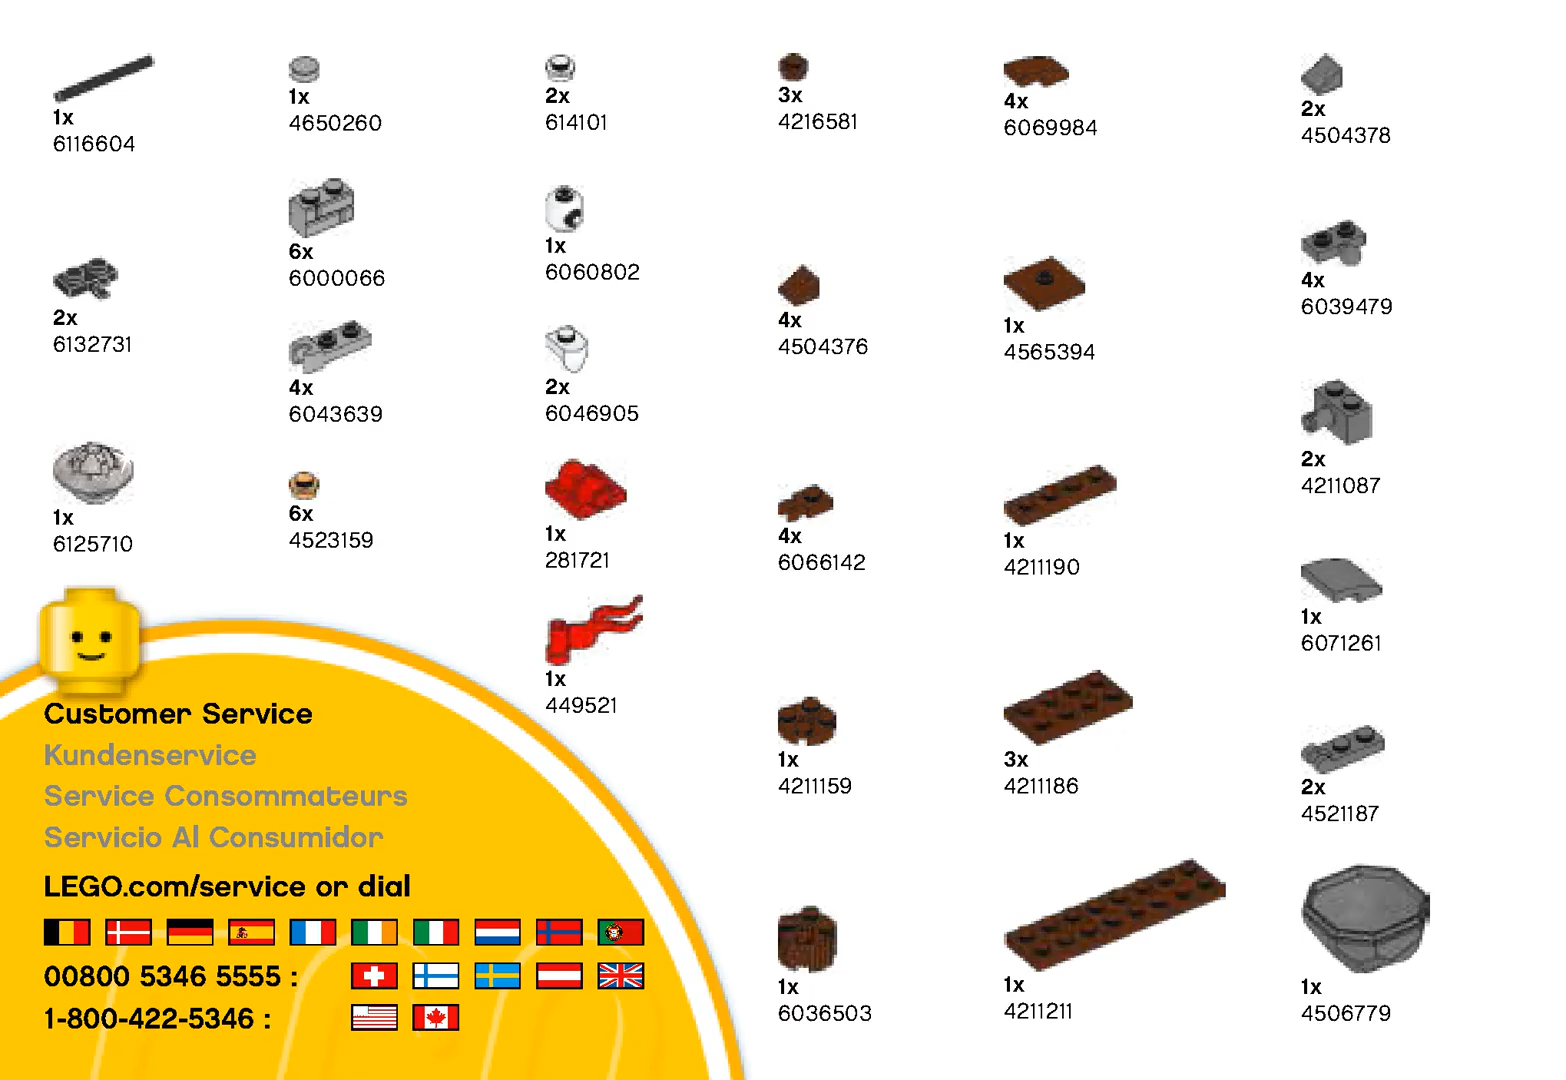 1x
6116604
2x
6132731
1x
6125710
1x
4650260
6x
6000066
4x
6043639
6x
4523159
2x
614101
1x
6060802
2x
6046905
1x
281721
1x
449521
3x
4216581
4x
4504376
4x
6066142
1x
4211159
1x
6036503
4x
6069984
1x
4565394
1x
4211190
3x
4211186
1x
4211211
2x
4504378
4x
6039479
2x
4211087
1x
6071261
2x
4521187
1x
4506779
Customer Service
Kundenservice
Service Consommateurs
Servicio Al Consumidor
LEGO.com/service or dial
00800 5346 5555 :
1-800-422-5346 :